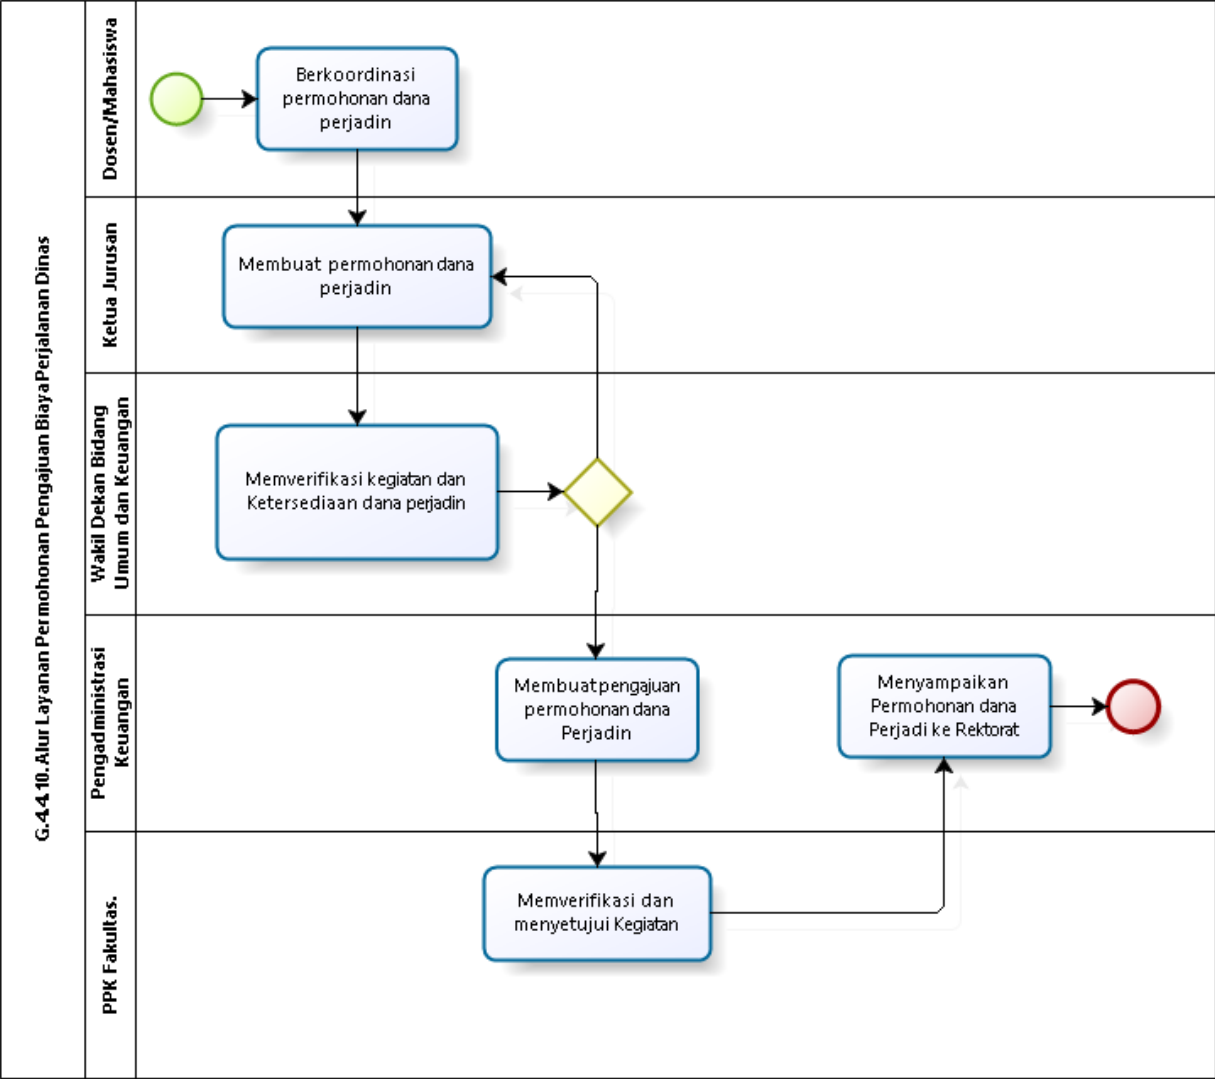 G.4.4.10. Alur Layanan Permohonan Pengajuan Biaya Perjalanan Dinas
Dosen/Mahasiswa
Berkoordinasi
permohonan dana
perjadin
Ketua Jurusan
Membuat permohonan dana
perjadin
Wakil Dekan Bidang
Umum dan Keuangan
Memverifikasi kegiatan dan
Ketersediaan dana perjadin
Pengadministrasi
Keuangan
Membuat pengajuan
permohonan dana
Perjadin
Menyampaikan
Permohonan dana
Perjadi ke Rektorat
PPK Fakultas.
Memverifikasi dan
menyetujui Kegiatan